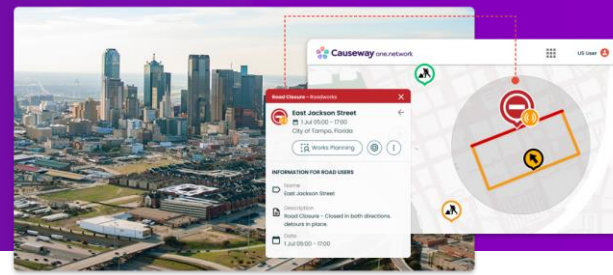 Causeway one.network
US User
Road Closure - Roadworks
East Jackson Street
1 Jul 05:00 - 17:00
City of Tampa, Florida
Works Planning
INFORMATION FOR ROAD USERS
Name
East Jackson Street
Description
Road Closure - Closed in both directions
detours in place.
Date
1 Jul 05:00 - 17:00